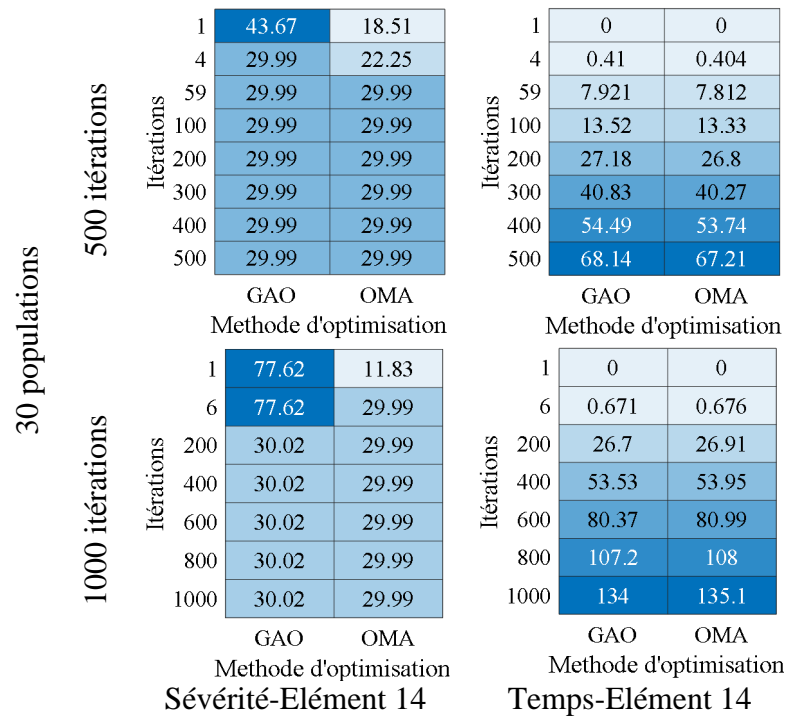 30 populations
500 itérations
Itérations
1 43.67 18.51
4 29.99 22.25
59 29.99 29.99
100 29.99 29.99
200 29.99 29.99
300 29.99 29.99
400 29.99 29.99
500 29.99 29.99
GAO OMA
Methode d'optimisation
Itérations
1 0 0
4 0.41 0.404
59 7.921 7.812
100 13.52 13.33
200 27.18 26.8
300 40.83 40.27
400 54.49 53.74
500 68.14 67.21
GAO OMA
Methode d'optimisation
1000 itérations
Itérations
1 77.62 11.83
6 77.62 29.99
200 30.02 29.99
400 30.02 29.99
600 30.02 29.99
800 30.02 29.99
1000 30.02 29.99
GAO OMA
Methode d'optimisation
Itérations
1 0 0
6 0.671 0.676
200 26.7 26.91
400 53.53 53.95
600 80.37 80.99
800 107.2 108
1000 134 135.1
GAO OMA
Methode d'optimisation
Sévérité-Elément 14
Temps-Elément 14